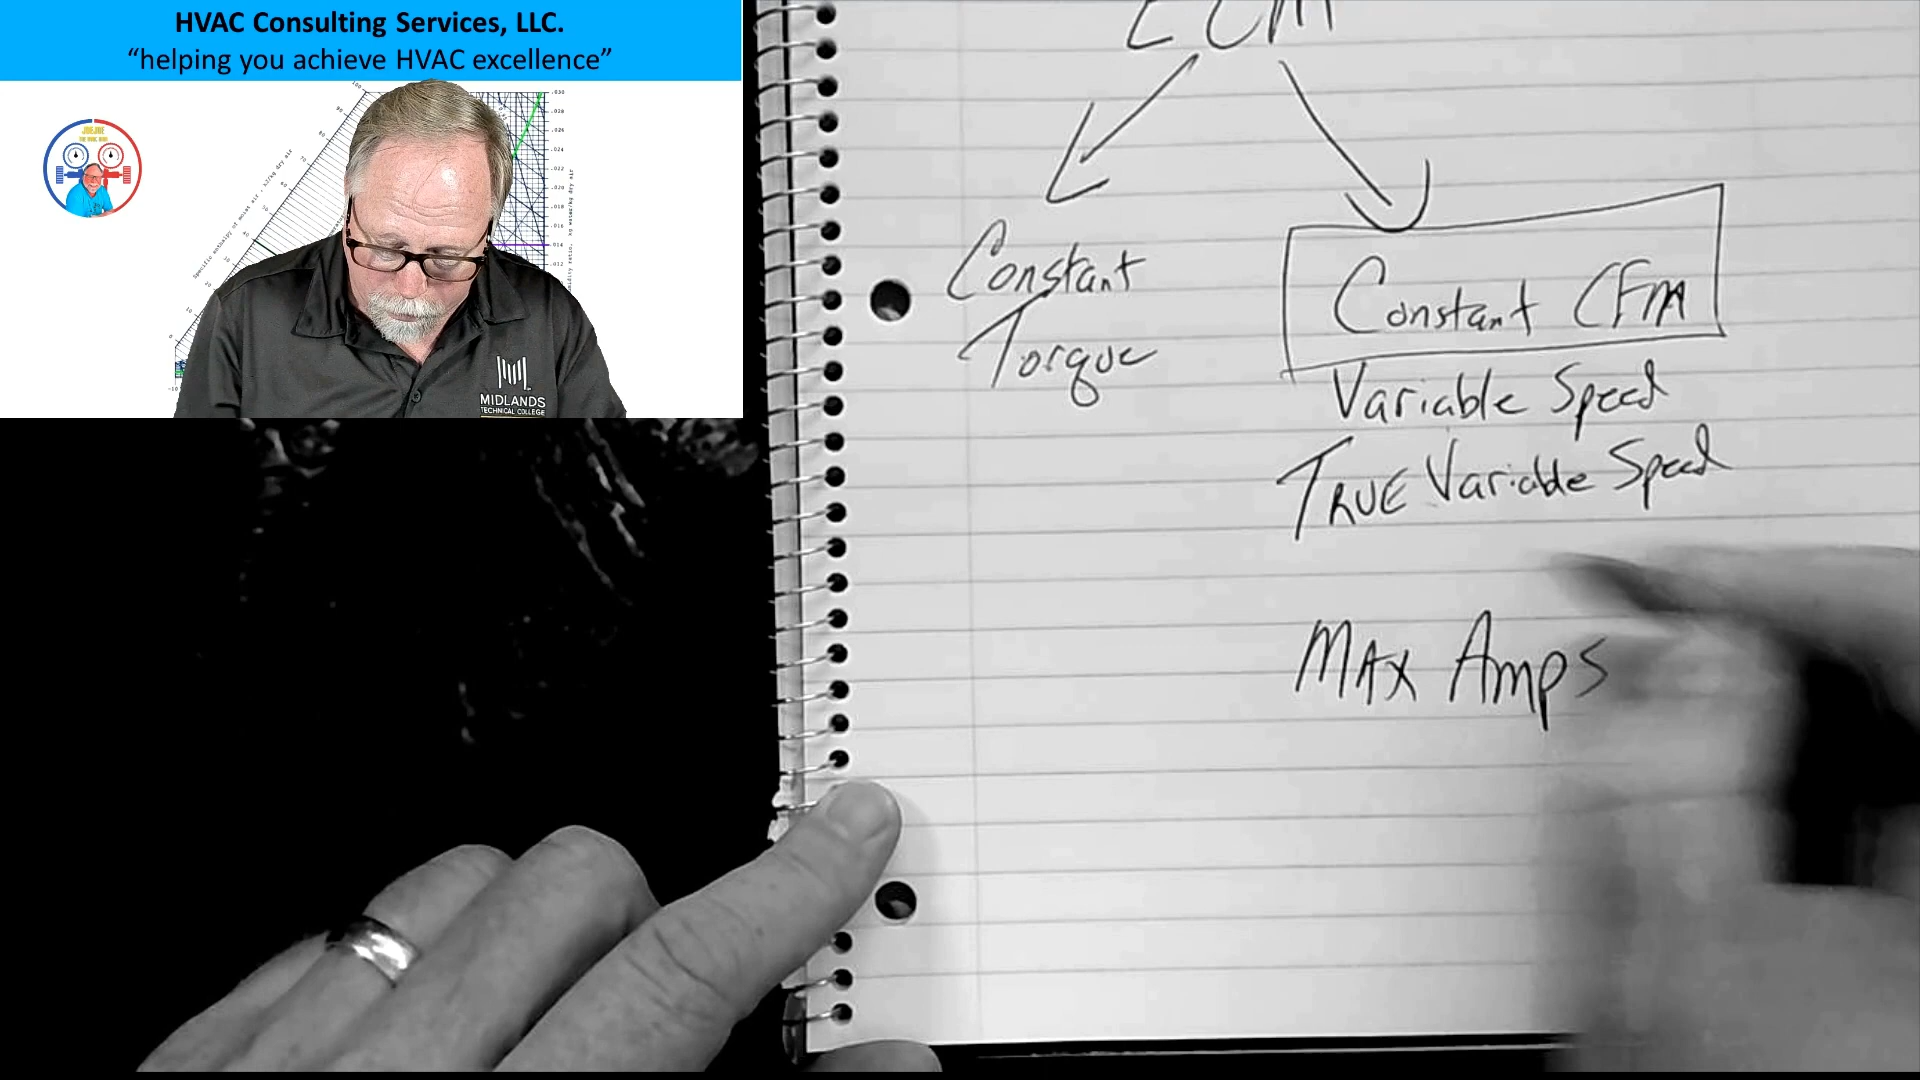 HVAC Consulting Services, LLC.
“helping you achieve HVAC excellence”
MIDLANDS
TECHNICAL COLLEGE
ECM
Constant
Torque
Constant CFM
Variable Speed
TRUE Variable Speed
MAX Amps